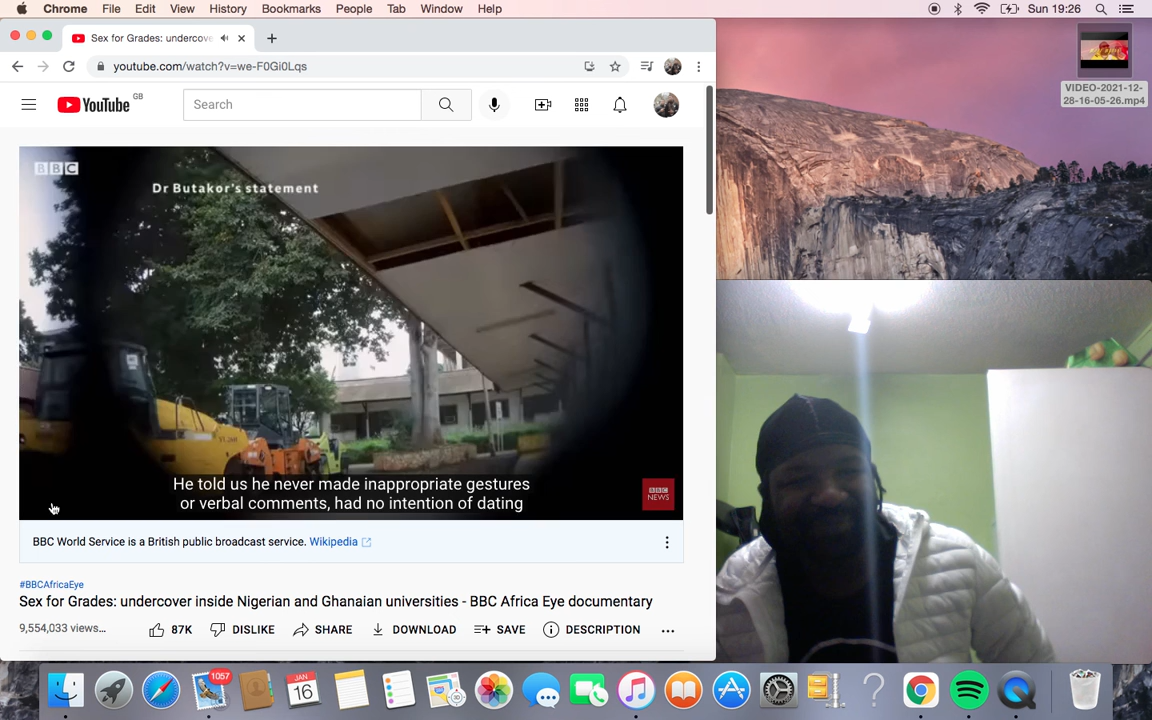 Chrome File Edit View History Bookmarks People Tab Window Help Sun 19:26
Sex for Grades: undercove
youtube.com/watch?v=we-F0Gi0Lqs
YouTube GB Search
VIDEO-2021-12-
28-16-05-26.mp4
BBC
Dr Butakor's statement
He told us he never made inappropriate gestures
or verbal comments, had no intention of dating
BBC
NEWS
BBC World Service is a British public broadcast service. Wikipedia
#BBCAfricaEye
Sex for Grades: undercover inside Nigerian and Ghanaian universities - BBC Africa Eye documentary
9,554,033 views... 87K DISLIKE SHARE DOWNLOAD SAVE DESCRIPTION
1057
JAN
16